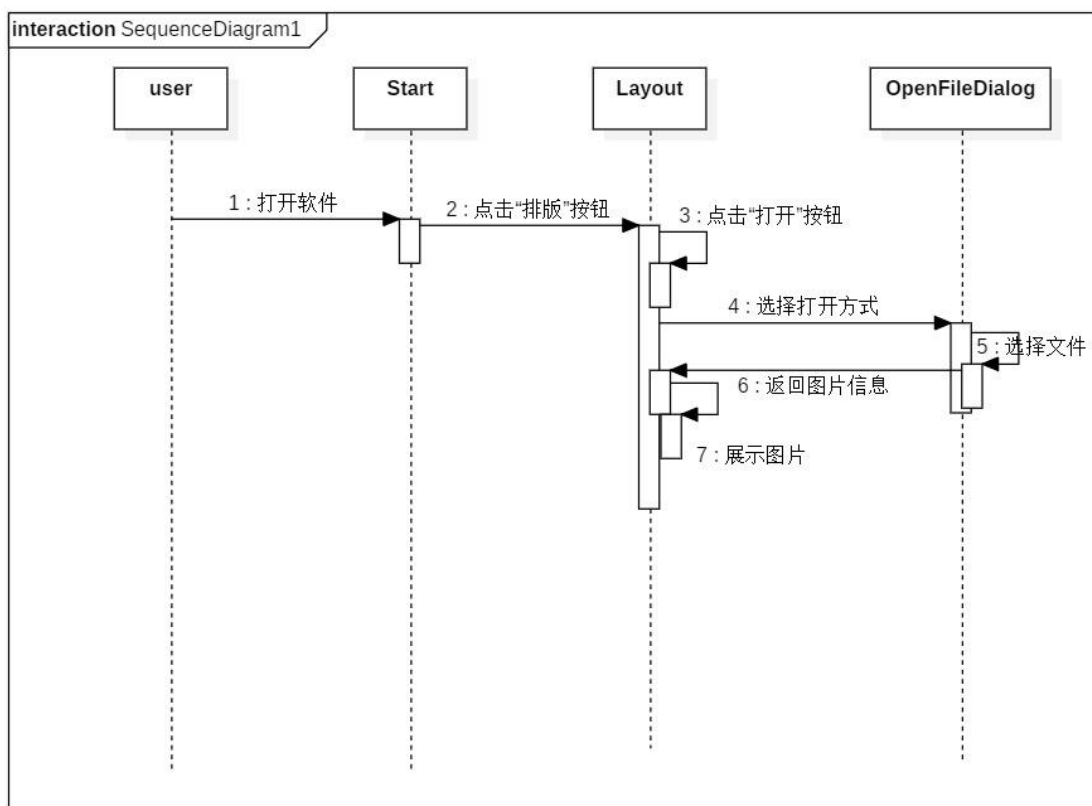 interaction SequenceDiagram1
user
Start
Layout
OpenFileDialog
1 : 打开软件
2 : 点击“排版”按钮
3 : 点击“打开”按钮
4 : 选择打开方式
5 : 选择文件
6 : 返回图片信息
7 : 展示图片